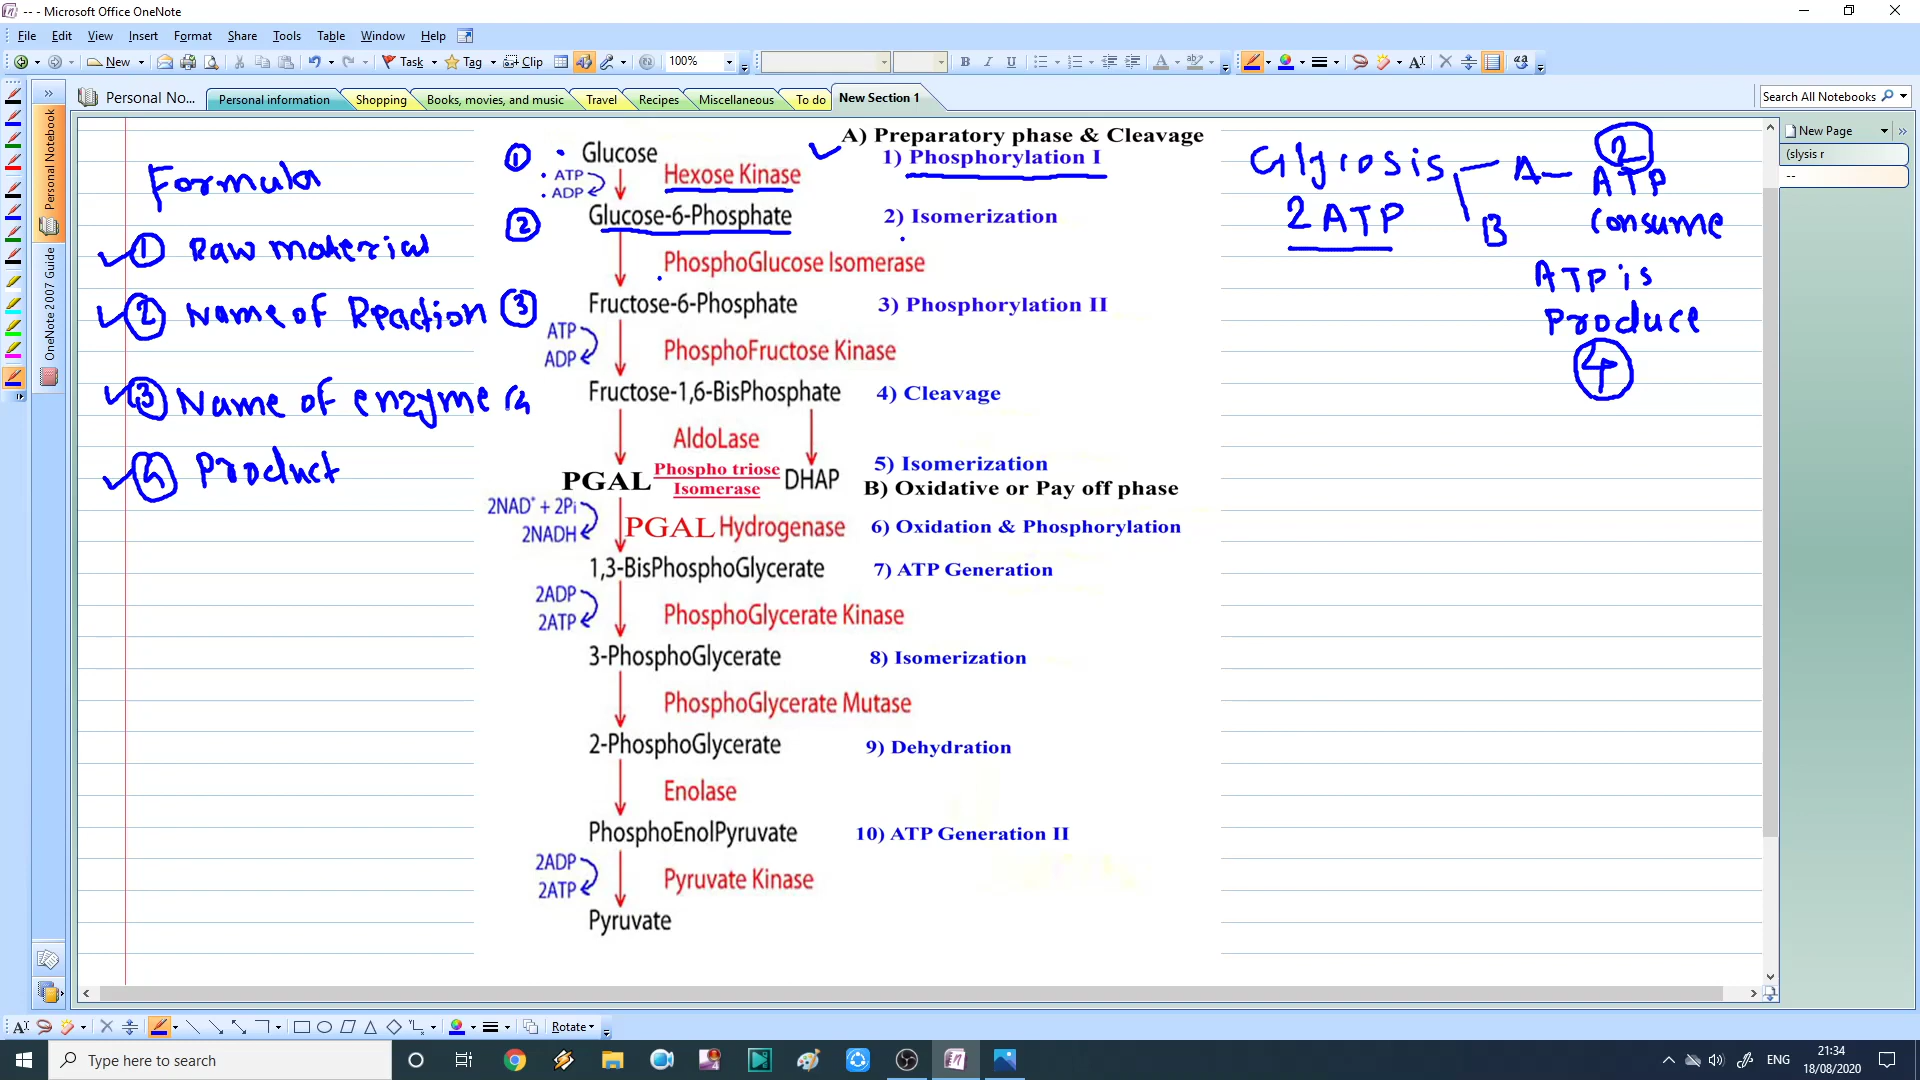 -- - Microsoft Office OneNote
File Edit View Insert Format Share Tools Table Window Help
New Task Tag Clip 100% B I U
Personal No... Personal information Shopping Books, movies, and music Travel Recipes Miscellaneous To do New Section 1 Search All Notebooks
New Page
(slysis r
--
Personal Notebook
OneNote 2007 Guide
Formula
① Raw material
② Name of Reaction
③ Name of enzyme
④ Product
A) Preparatory phase & Cleavage
① Glucose 1) Phosphorylation I
ATP Hexose Kinase
ADP
② Glucose-6-Phosphate 2) Isomerization
PhosphoGlucose Isomerase
③ Fructose-6-Phosphate 3) Phosphorylation II
ATP
ADP PhosphoFructose Kinase
Fructose-1,6-BisPhosphate 4) Cleavage
AldoLase
PGAL Phospho triose Isomerase DHAP 5) Isomerization
B) Oxidative or Pay off phase
2NAD⁺ + 2Pi
2NADH PGAL Hydrogenase 6) Oxidation & Phosphorylation
1,3-BisPhosphoGlycerate 7) ATP Generation
2ADP
2ATP PhosphoGlycerate Kinase
3-PhosphoGlycerate 8) Isomerization
PhosphoGlycerate Mutase
2-PhosphoGlycerate 9) Dehydration
Enolase
PhosphoEnolPyruvate 10) ATP Generation II
2ADP
2ATP Pyruvate Kinase
Pyruvate
Glycosis A — ② ATP Consume
2 ATP B
ATP is
Produce
④
Rotate
Type here to search
ENG 21:34
18/08/2020